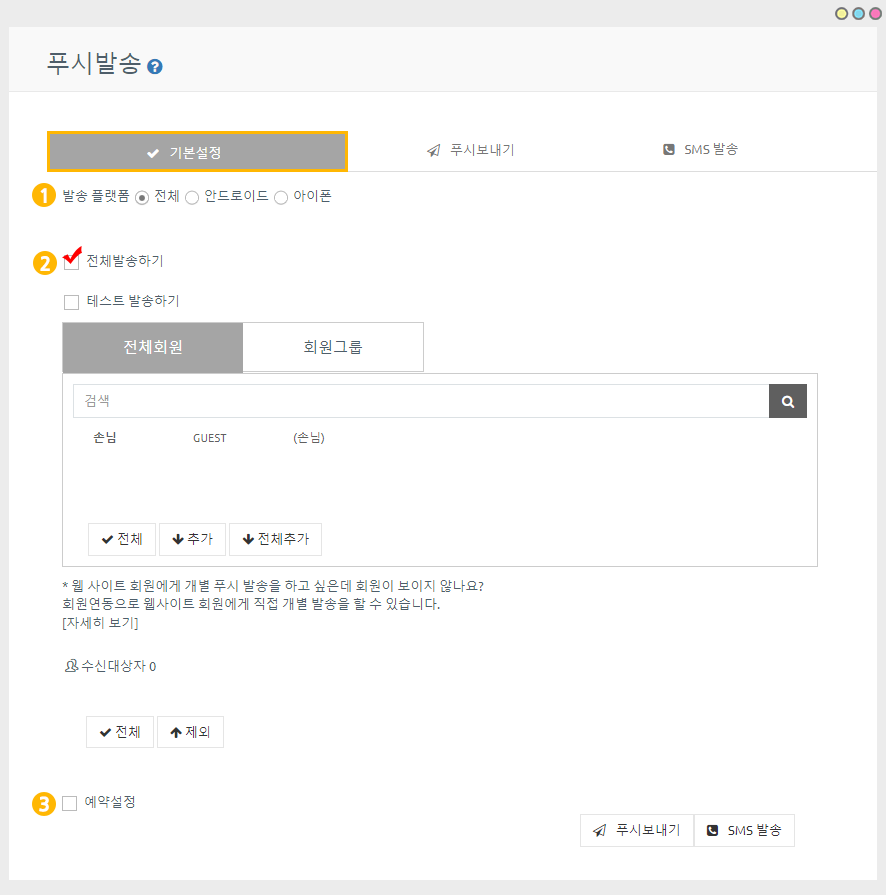 푸시발송 ?
기본설정 푸시보내기 SMS 발송
1 발송 플랫폼 전체 안드로이드 아이폰
2 전체발송하기
테스트 발송하기
전체회원 회원그룹
검색
손님 GUEST (손님)
전체 추가 전체추가
* 웹 사이트 회원에게 개별 푸시 발송을 하고 싶은데 회원이 보이지 않나요?
회원연동으로 웹사이트 회원에게 직접 개별 발송을 할 수 있습니다.
[자세히 보기]
수신대상자 0
전체 제외
3 예약설정
푸시보내기 SMS 발송